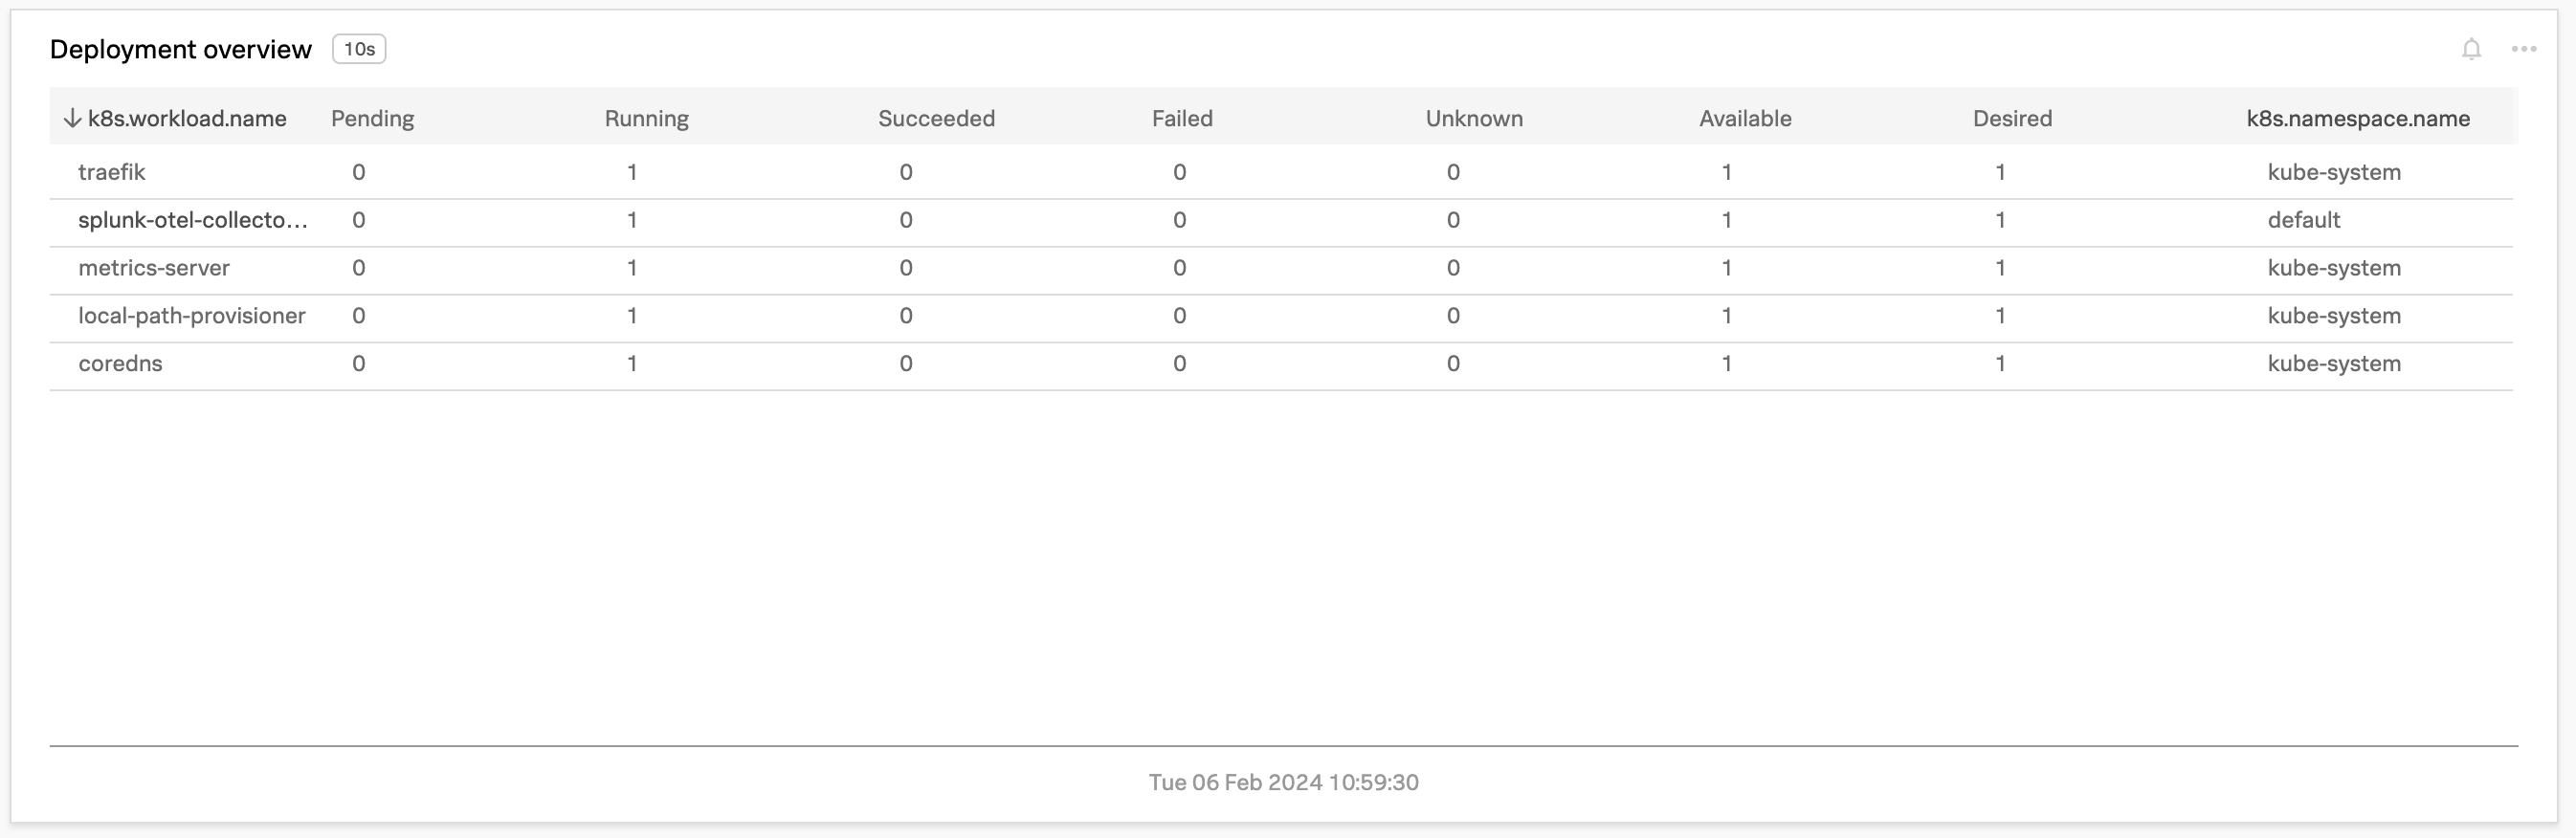 Deployment overview 10s
k8s.workload.name Pending Running Succeeded Failed Unknown Available Desired k8s.namespace.name
traefik 0 1 0 0 0 1 1 kube-system
splunk-otel-collecto... 0 1 0 0 0 1 1 default
metrics-server 0 1 0 0 0 1 1 kube-system
local-path-provisioner 0 1 0 0 0 1 1 kube-system
coredns 0 1 0 0 0 1 1 kube-system
Tue 06 Feb 2024 10:59:30